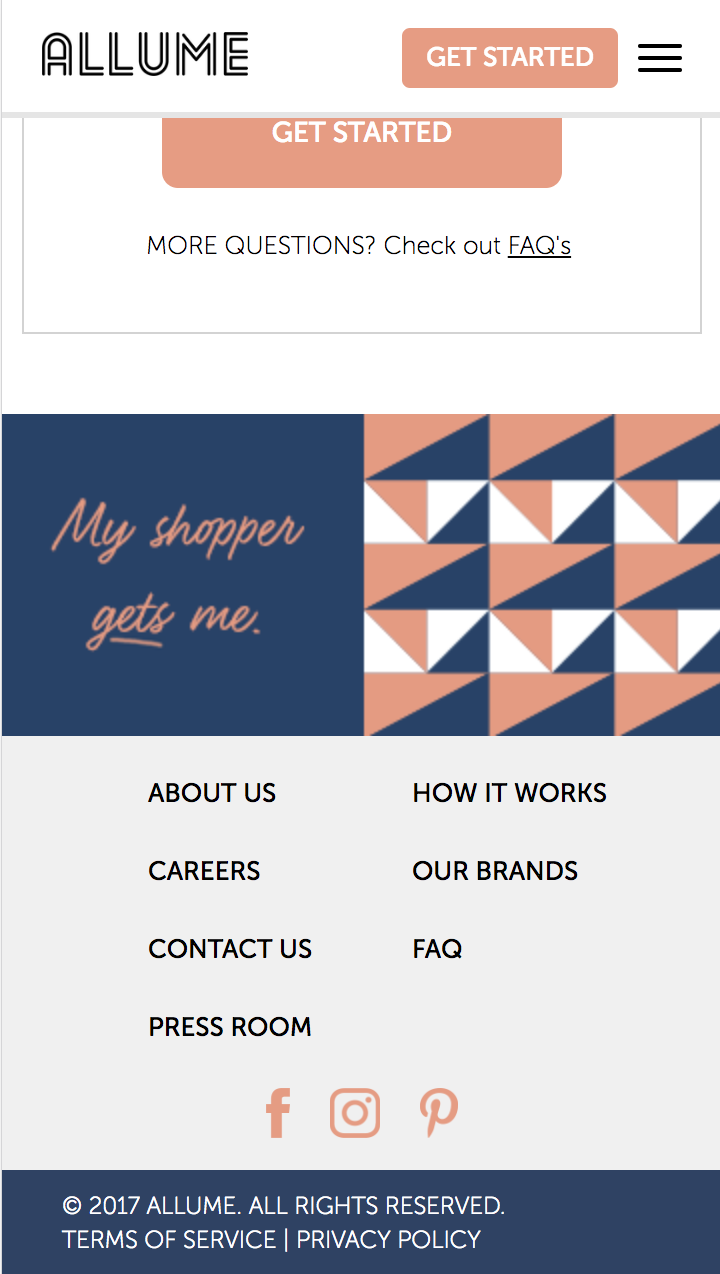 ALLUME
GET STARTED
GET STARTED
MORE QUESTIONS? Check out FAQ's
My shopper
gets me.
ABOUT US
HOW IT WORKS
CAREERS
OUR BRANDS
CONTACT US
FAQ
PRESS ROOM
© 2017 ALLUME. ALL RIGHTS RESERVED.
TERMS OF SERVICE | PRIVACY POLICY